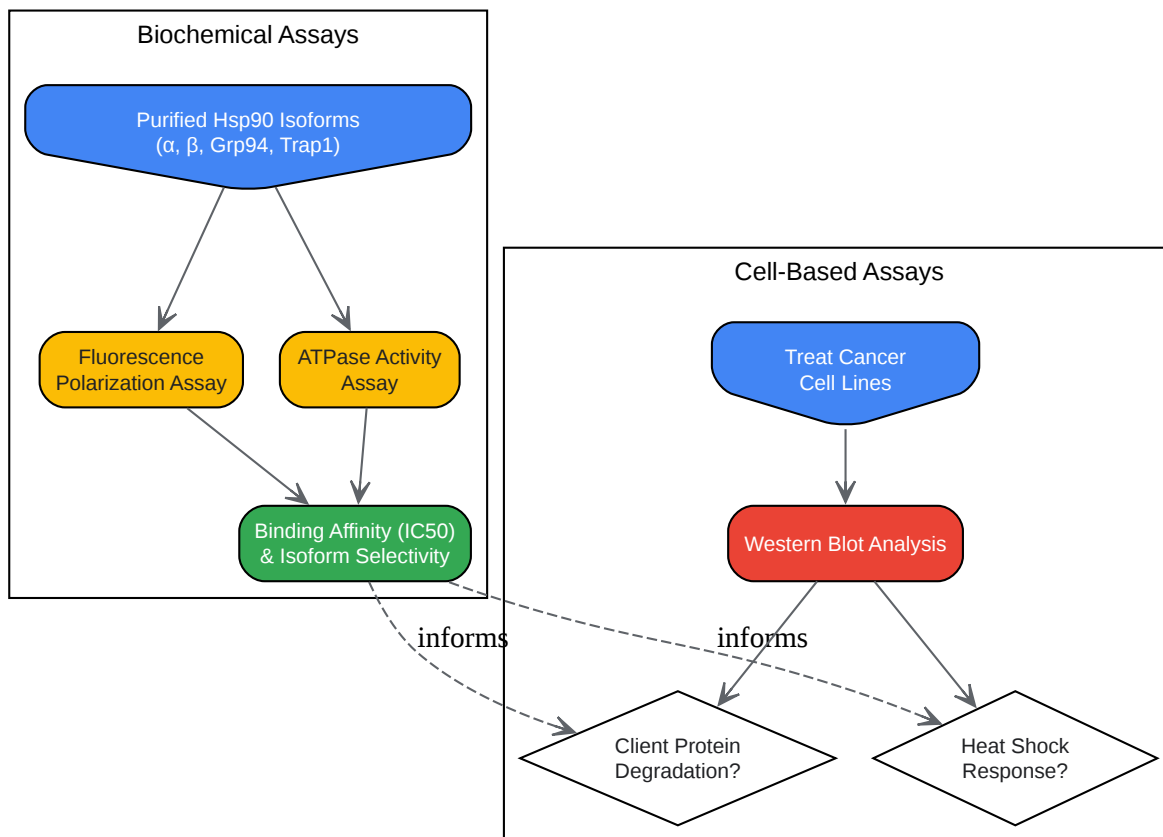 Biochemical Assays
Purified Hsp90 Isoforms
(α, β, Grp94, Trap1)
Fluorescence
Polarization Assay
ATPase Activity
Assay
Binding Affinity (IC50)
& Isoform Selectivity
Cell-Based Assays
Treat Cancer
Cell Lines
Western Blot Analysis
informs
informs
Client Protein
Degradation?
Heat Shock
Response?